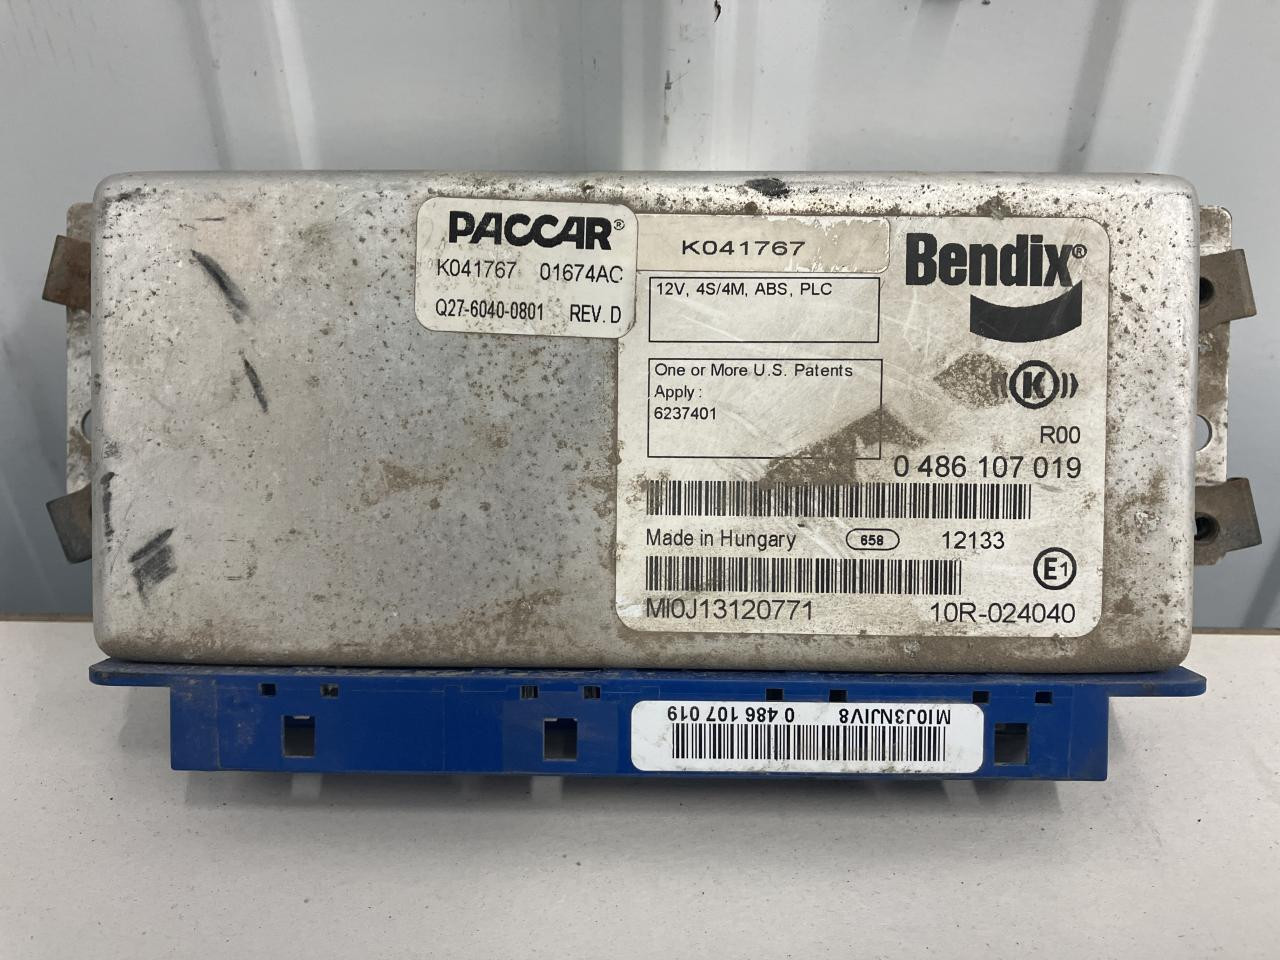 PACCAR®
K041767 01674AC
Q27-6040-0801 REV. D
K041767
Bendix®
12V, 4S/4M, ABS, PLC
One or More U.S. Patents
Apply :
6237401
K
R00
0 486 107 019
Made in Hungary 658 12133
E1
MI0J13120771 10R-024040
MI0J3NJIV8 0 486 107 019